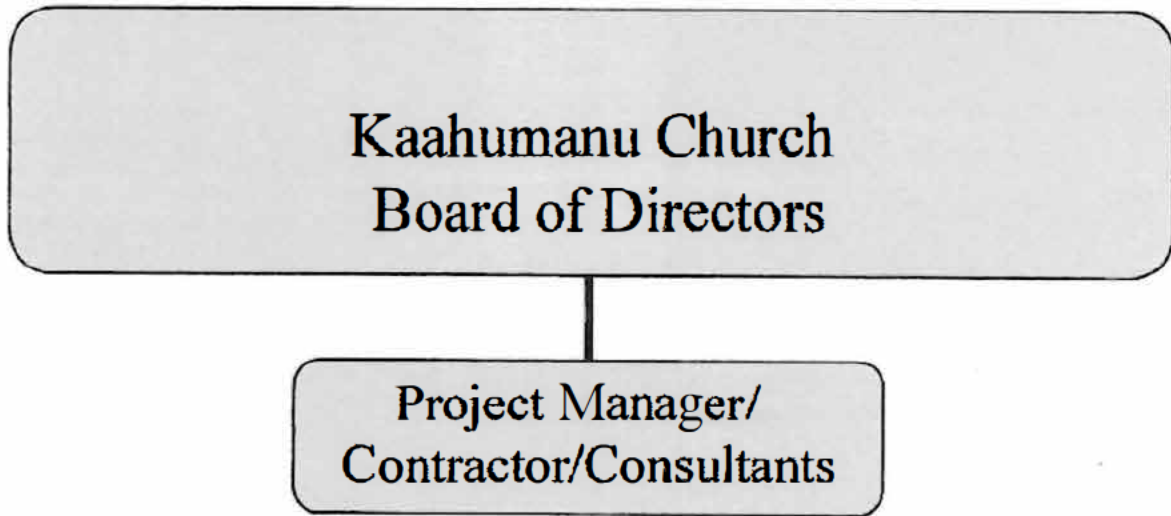 Kaahumanu Church
Board of Directors
Project Manager/
Contractor/Consultants